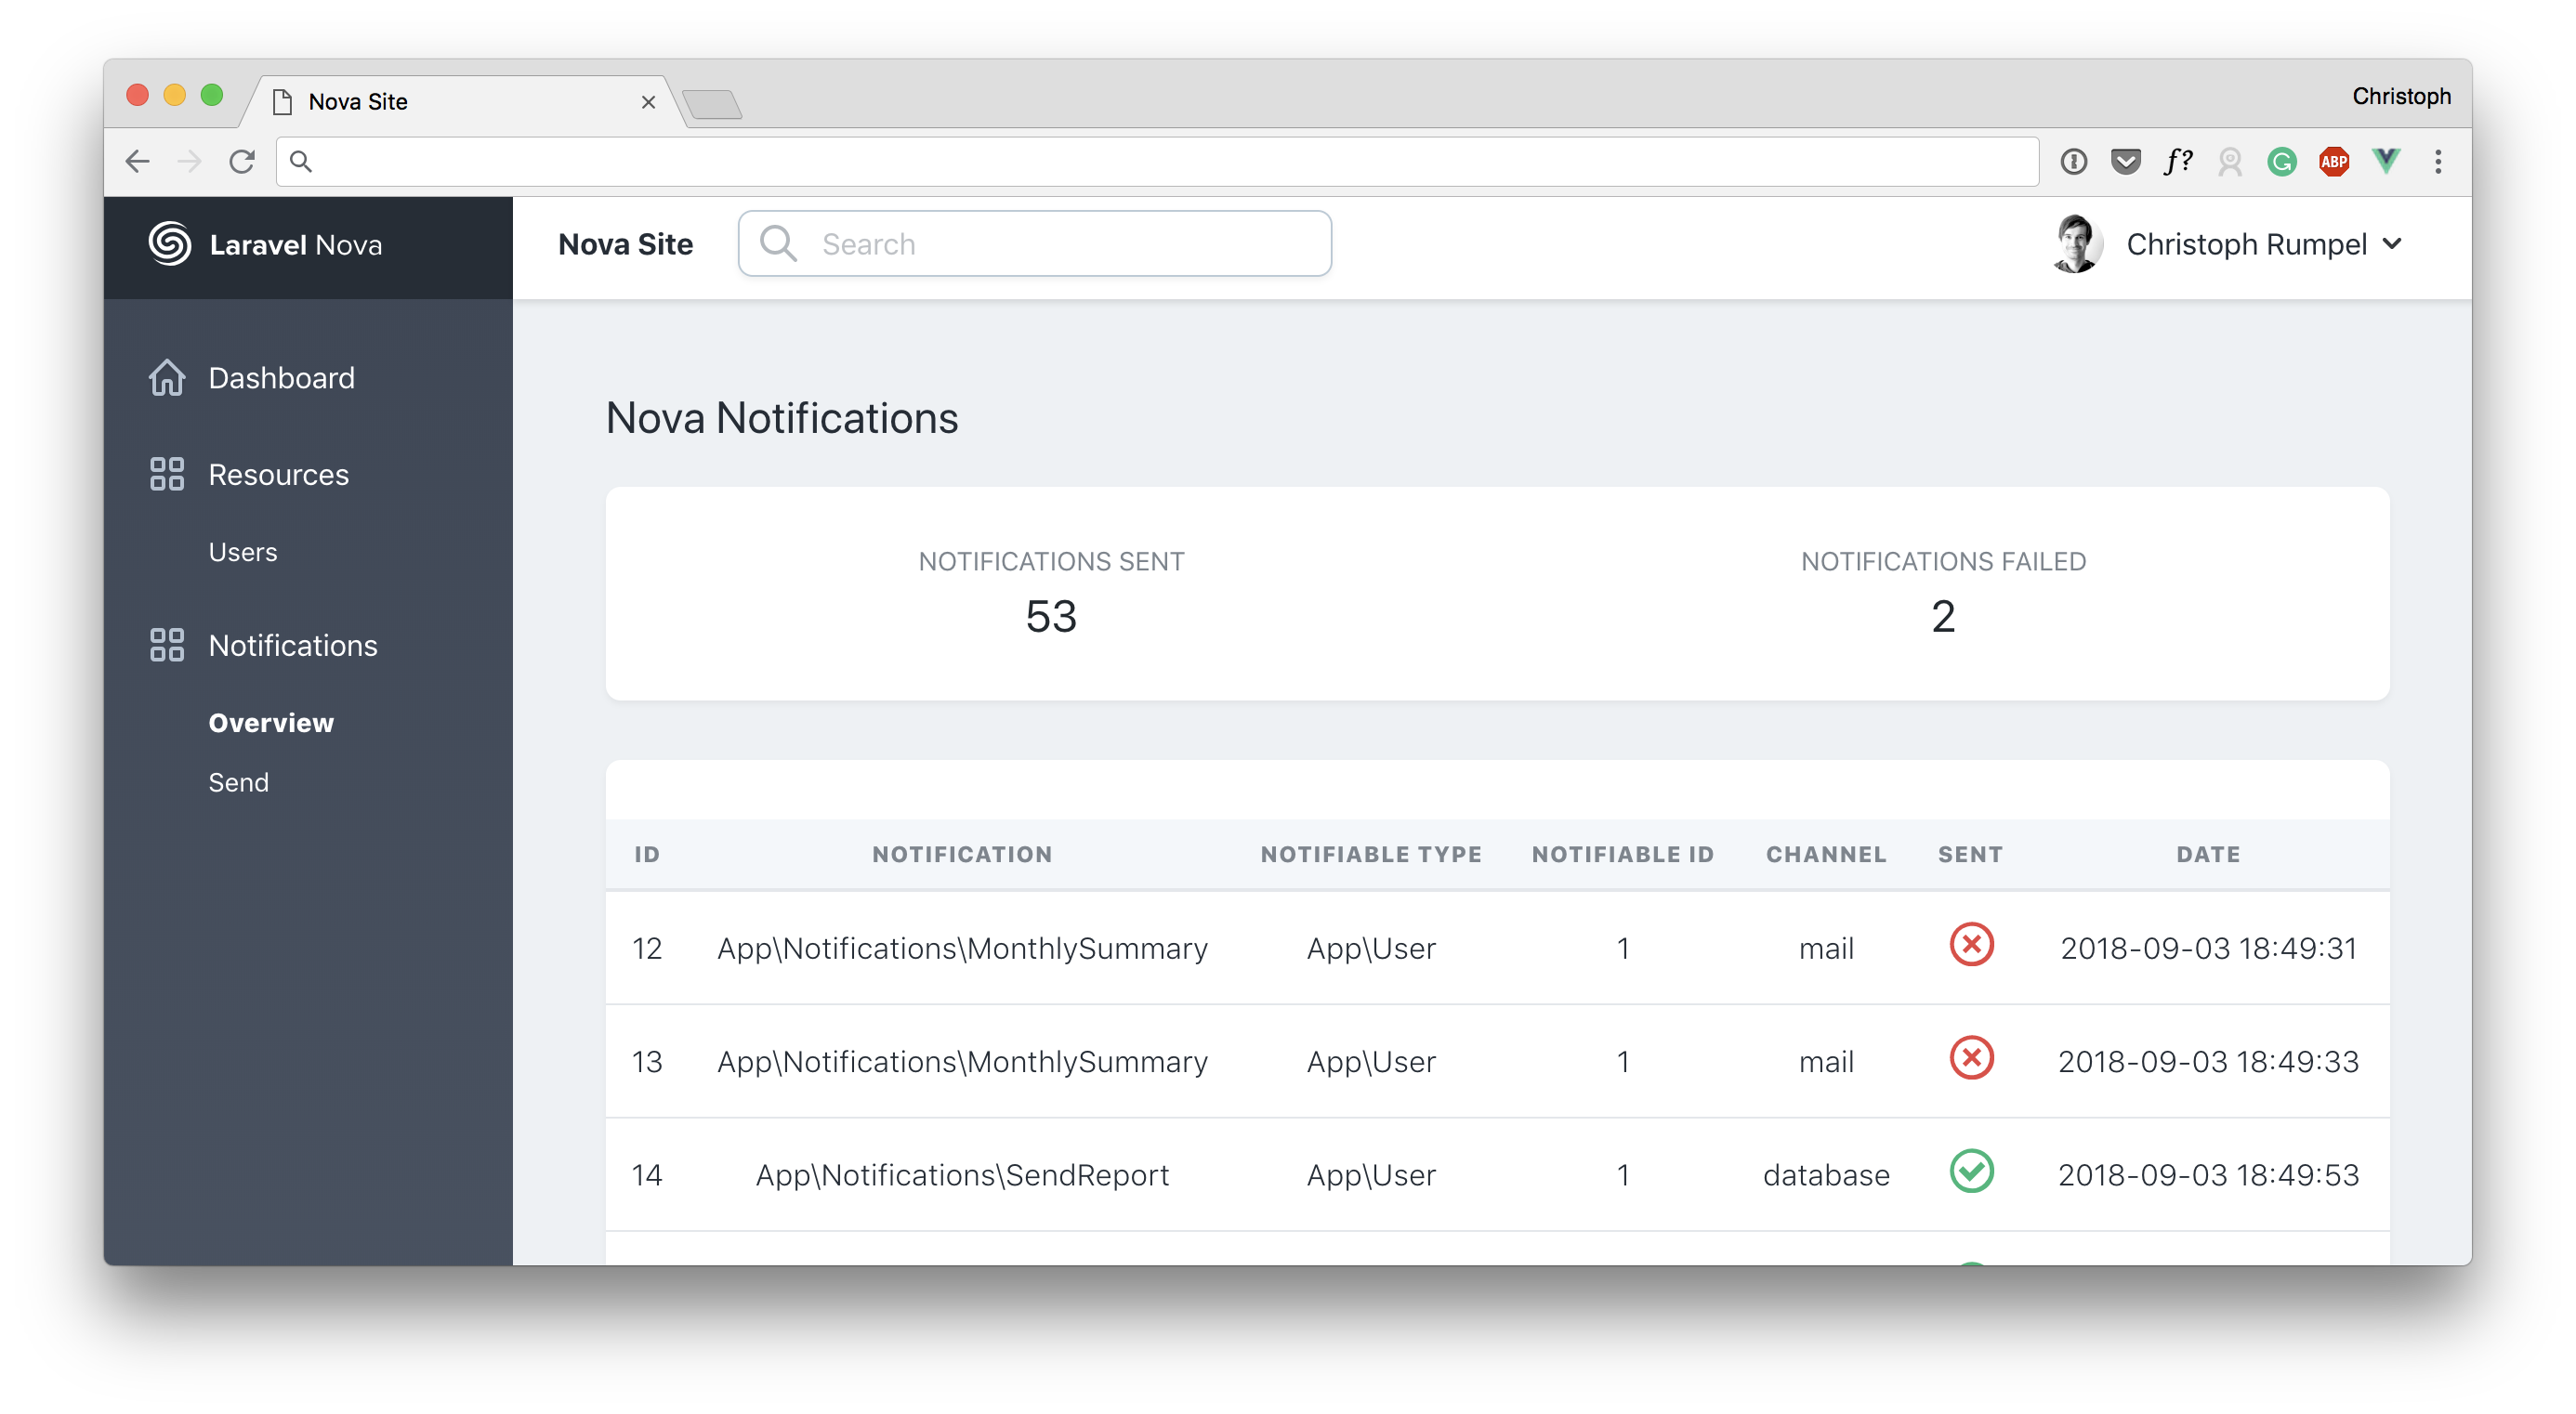 Nova Site
Christoph
f?
G
ABP
Laravel Nova
Nova Site
Search
Christoph Rumpel
Dashboard
Resources
Users
Notifications
Overview
Send
Nova Notifications
NOTIFICATIONS SENT
53
NOTIFICATIONS FAILED
2
ID NOTIFICATION NOTIFIABLE TYPE NOTIFIABLE ID CHANNEL SENT DATE
12 App\Notifications\MonthlySummary App\User 1 mail 2018-09-03 18:49:31
13 App\Notifications\MonthlySummary App\User 1 mail 2018-09-03 18:49:33
14 App\Notifications\SendReport App\User 1 database 2018-09-03 18:49:53